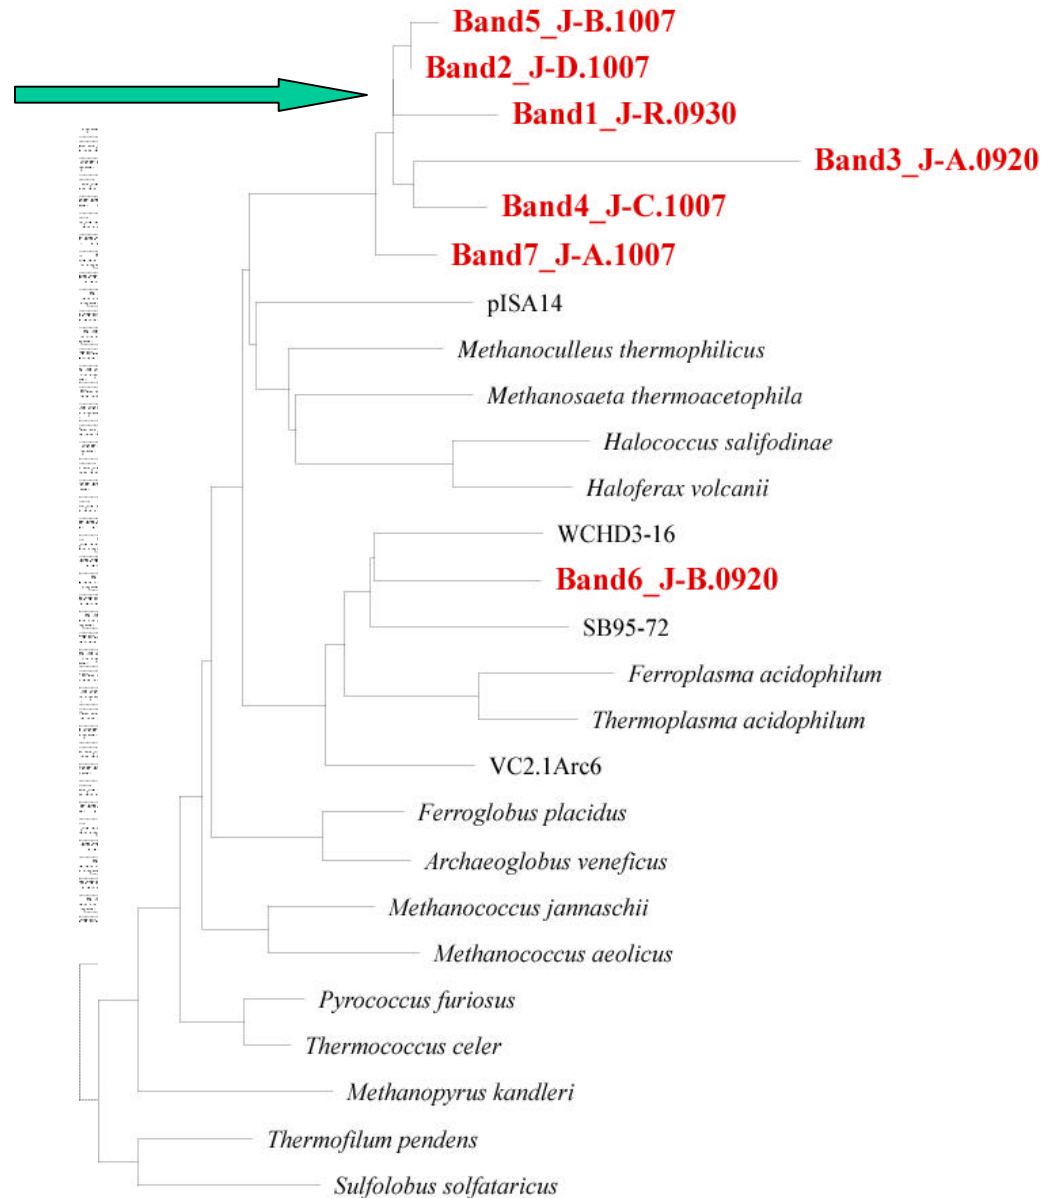 Band5_J-B.1007
Band2_J-D.1007
Band1_J-R.0930
Band3_J-A.0920
Band4_J-C.1007
Band7_J-A.1007
pISA14
Methanoculleus thermophilicus
Methanosaeta thermoacetophila
Halococcus salifodinae
Haloferax volcanii
WCHD3-16
Band6_J-B.0920
SB95-72
Ferroplasma acidophilum
Thermoplasma acidophilum
VC2.1Arc6
Ferroglobus placidus
Archaeoglobus veneficus
Methanococcus jannaschii
Methanococcus aeolicus
Pyrococcus furiosus
Thermococcus celer
Methanopyrus kandleri
Thermofilum pendens
Sulfolobus solfataricus